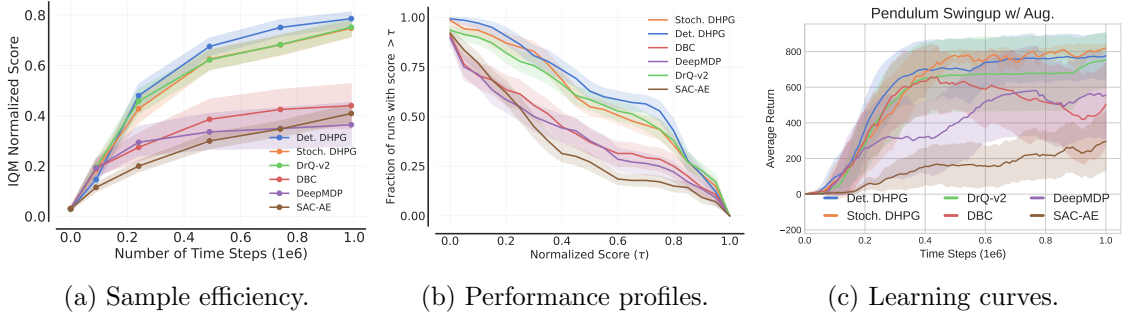 IQM Normalized Score
0.8
0.6
0.4
0.2
0.0
Det. DHPG
Stoch. DHPG
DrQ-v2
DBC
DeepMDP
SAC-AE
0.0 0.2 0.4 0.6 0.8 1.0
Number of Time Steps (1e6)
(a) Sample efficiency.
Fraction of runs with score > τ
1.00
0.75
0.50
0.25
0.00
Stoch. DHPG
Det. DHPG
DBC
DeepMDP
DrQ-v2
SAC-AE
0.0 0.2 0.4 0.6 0.8 1.0
Normalized Score (τ)
(b) Performance profiles.
Pendulum Swingup w/ Aug.
Average Return
800
600
400
200
0
−200
Det. DHPG DrQ-v2 DeepMDP
Stoch. DHPG DBC SAC-AE
0.0 0.2 0.4 0.6 0.8 1.0
Time Steps (1e6)
(c) Learning curves.